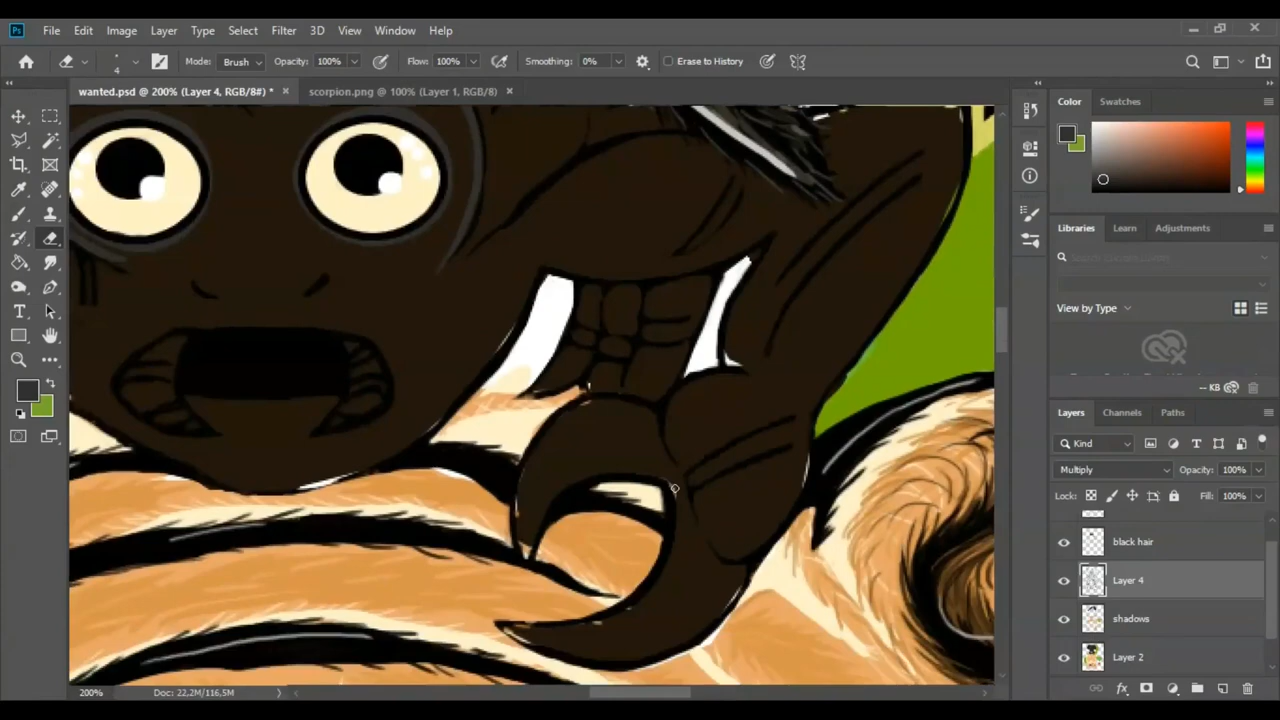 Ps File Edit Image Layer Type Select Filter 3D View Window Help
4 Mode: Brush Opacity: 100% Flow: 100% Smoothing: 0% Erase to History
wanted.psd @ 200% (Layer 4, RGB/8#) * × scorpion.png @ 100% (Layer 1, RGB/8) ×
Color Swatches
Libraries Learn Adjustments
View by Type
-- KB
Layers Channels Paths
Kind
Multiply Opacity: 100%
Lock: Fill: 100%
black hair
Layer 4
shadows
Layer 2
200% Doc: 22,2M/116,5M